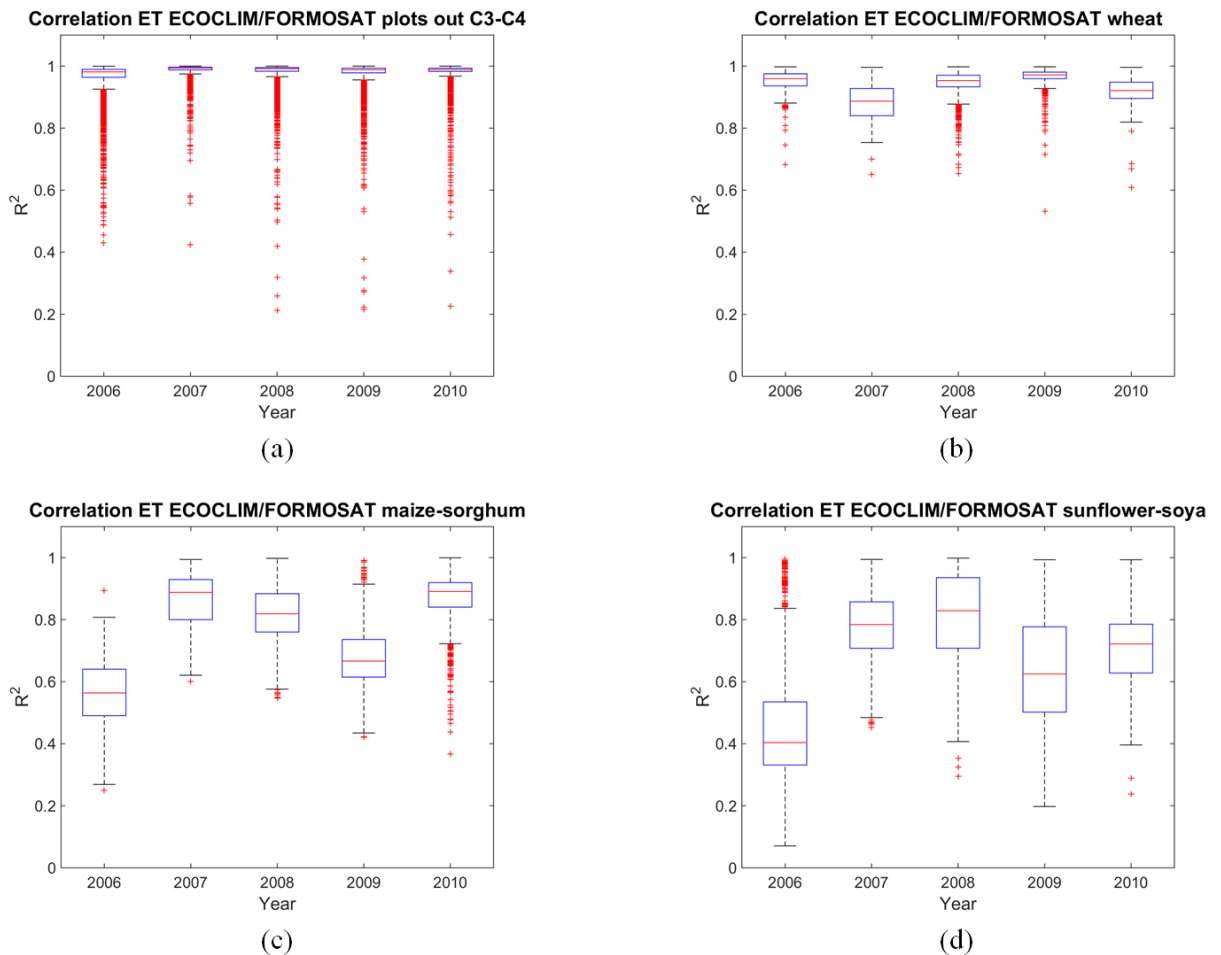 Correlation ET ECOCLIM/FORMOSAT plots out C3-C4
R²
1
0.8
0.6
0.4
0.2
0
2006 2007 2008 2009 2010
Year
(a)
Correlation ET ECOCLIM/FORMOSAT wheat
R²
1
0.8
0.6
0.4
0.2
0
2006 2007 2008 2009 2010
Year
(b)
Correlation ET ECOCLIM/FORMOSAT maize-sorghum
R²
1
0.8
0.6
0.4
0.2
0
2006 2007 2008 2009 2010
Year
(c)
Correlation ET ECOCLIM/FORMOSAT sunflower-soya
R²
1
0.8
0.6
0.4
0.2
0
2006 2007 2008 2009 2010
Year
(d)